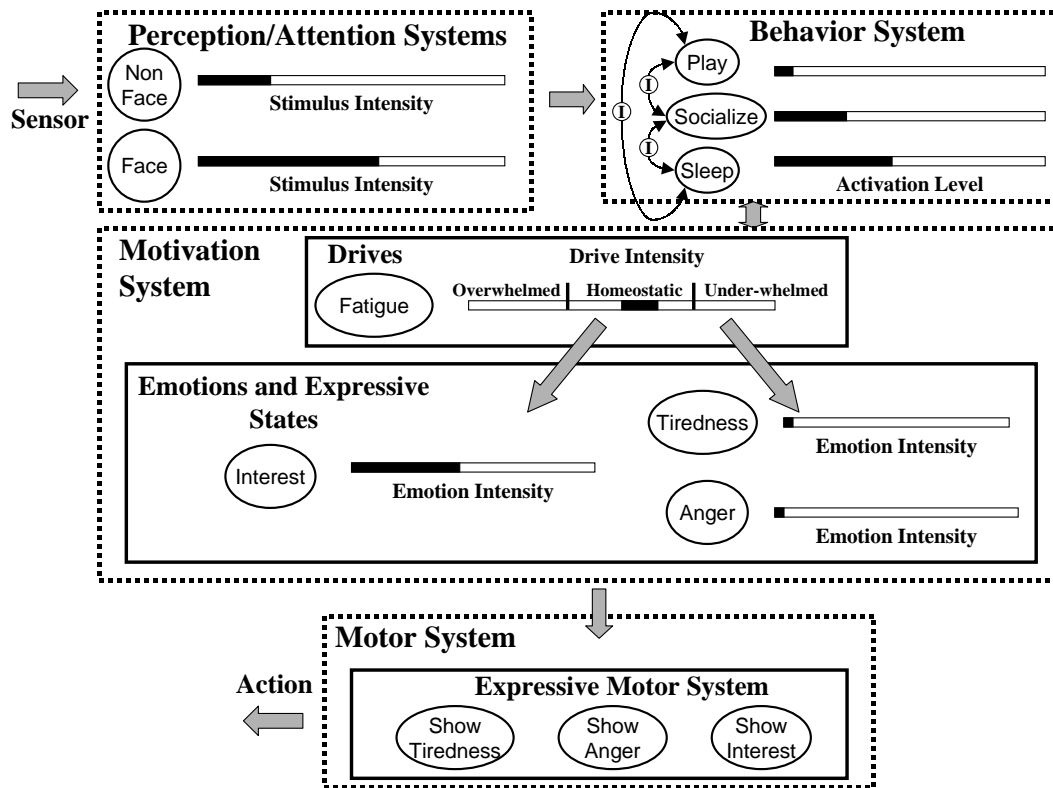 Perception/Attention Systems
Non
Face
Stimulus Intensity
Sensor
Face
Stimulus Intensity
Behavior System
Play
I
I
Socialize
I
Sleep
Activation Level
Motivation
System
Drives
Drive Intensity
Fatigue
Overwhelmed Homeostatic Under-whelmed
Emotions and Expressive
States
Interest
Emotion Intensity
Tiredness
Emotion Intensity
Anger
Emotion Intensity
Motor System
Action
Expressive Motor System
Show
Tiredness
Show
Anger
Show
Interest